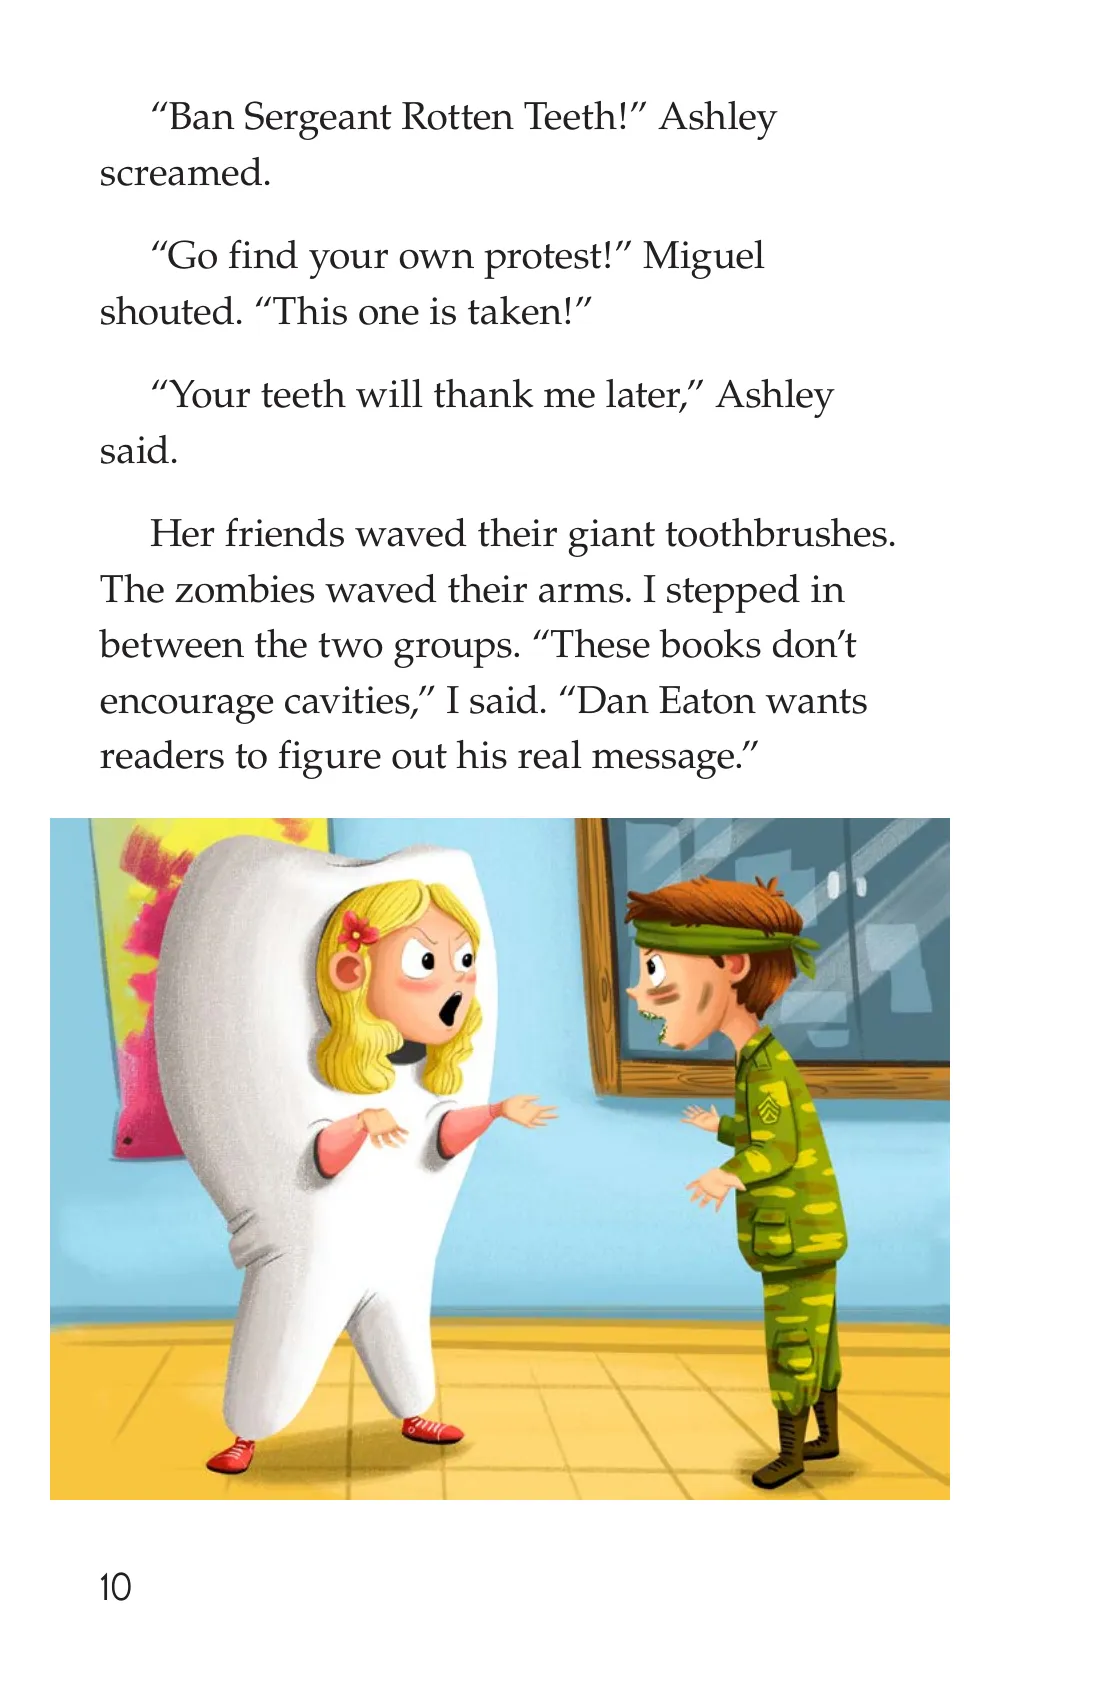 “Ban Sergeant Rotten Teeth!” Ashley
screamed.
“Go find your own protest!” Miguel
shouted. “This one is taken!”
“Your teeth will thank me later,” Ashley
said.
Her friends waved their giant toothbrushes.
The zombies waved their arms. I stepped in
between the two groups. “These books don’t
encourage cavities,” I said. “Dan Eaton wants
readers to figure out his real message.”
10